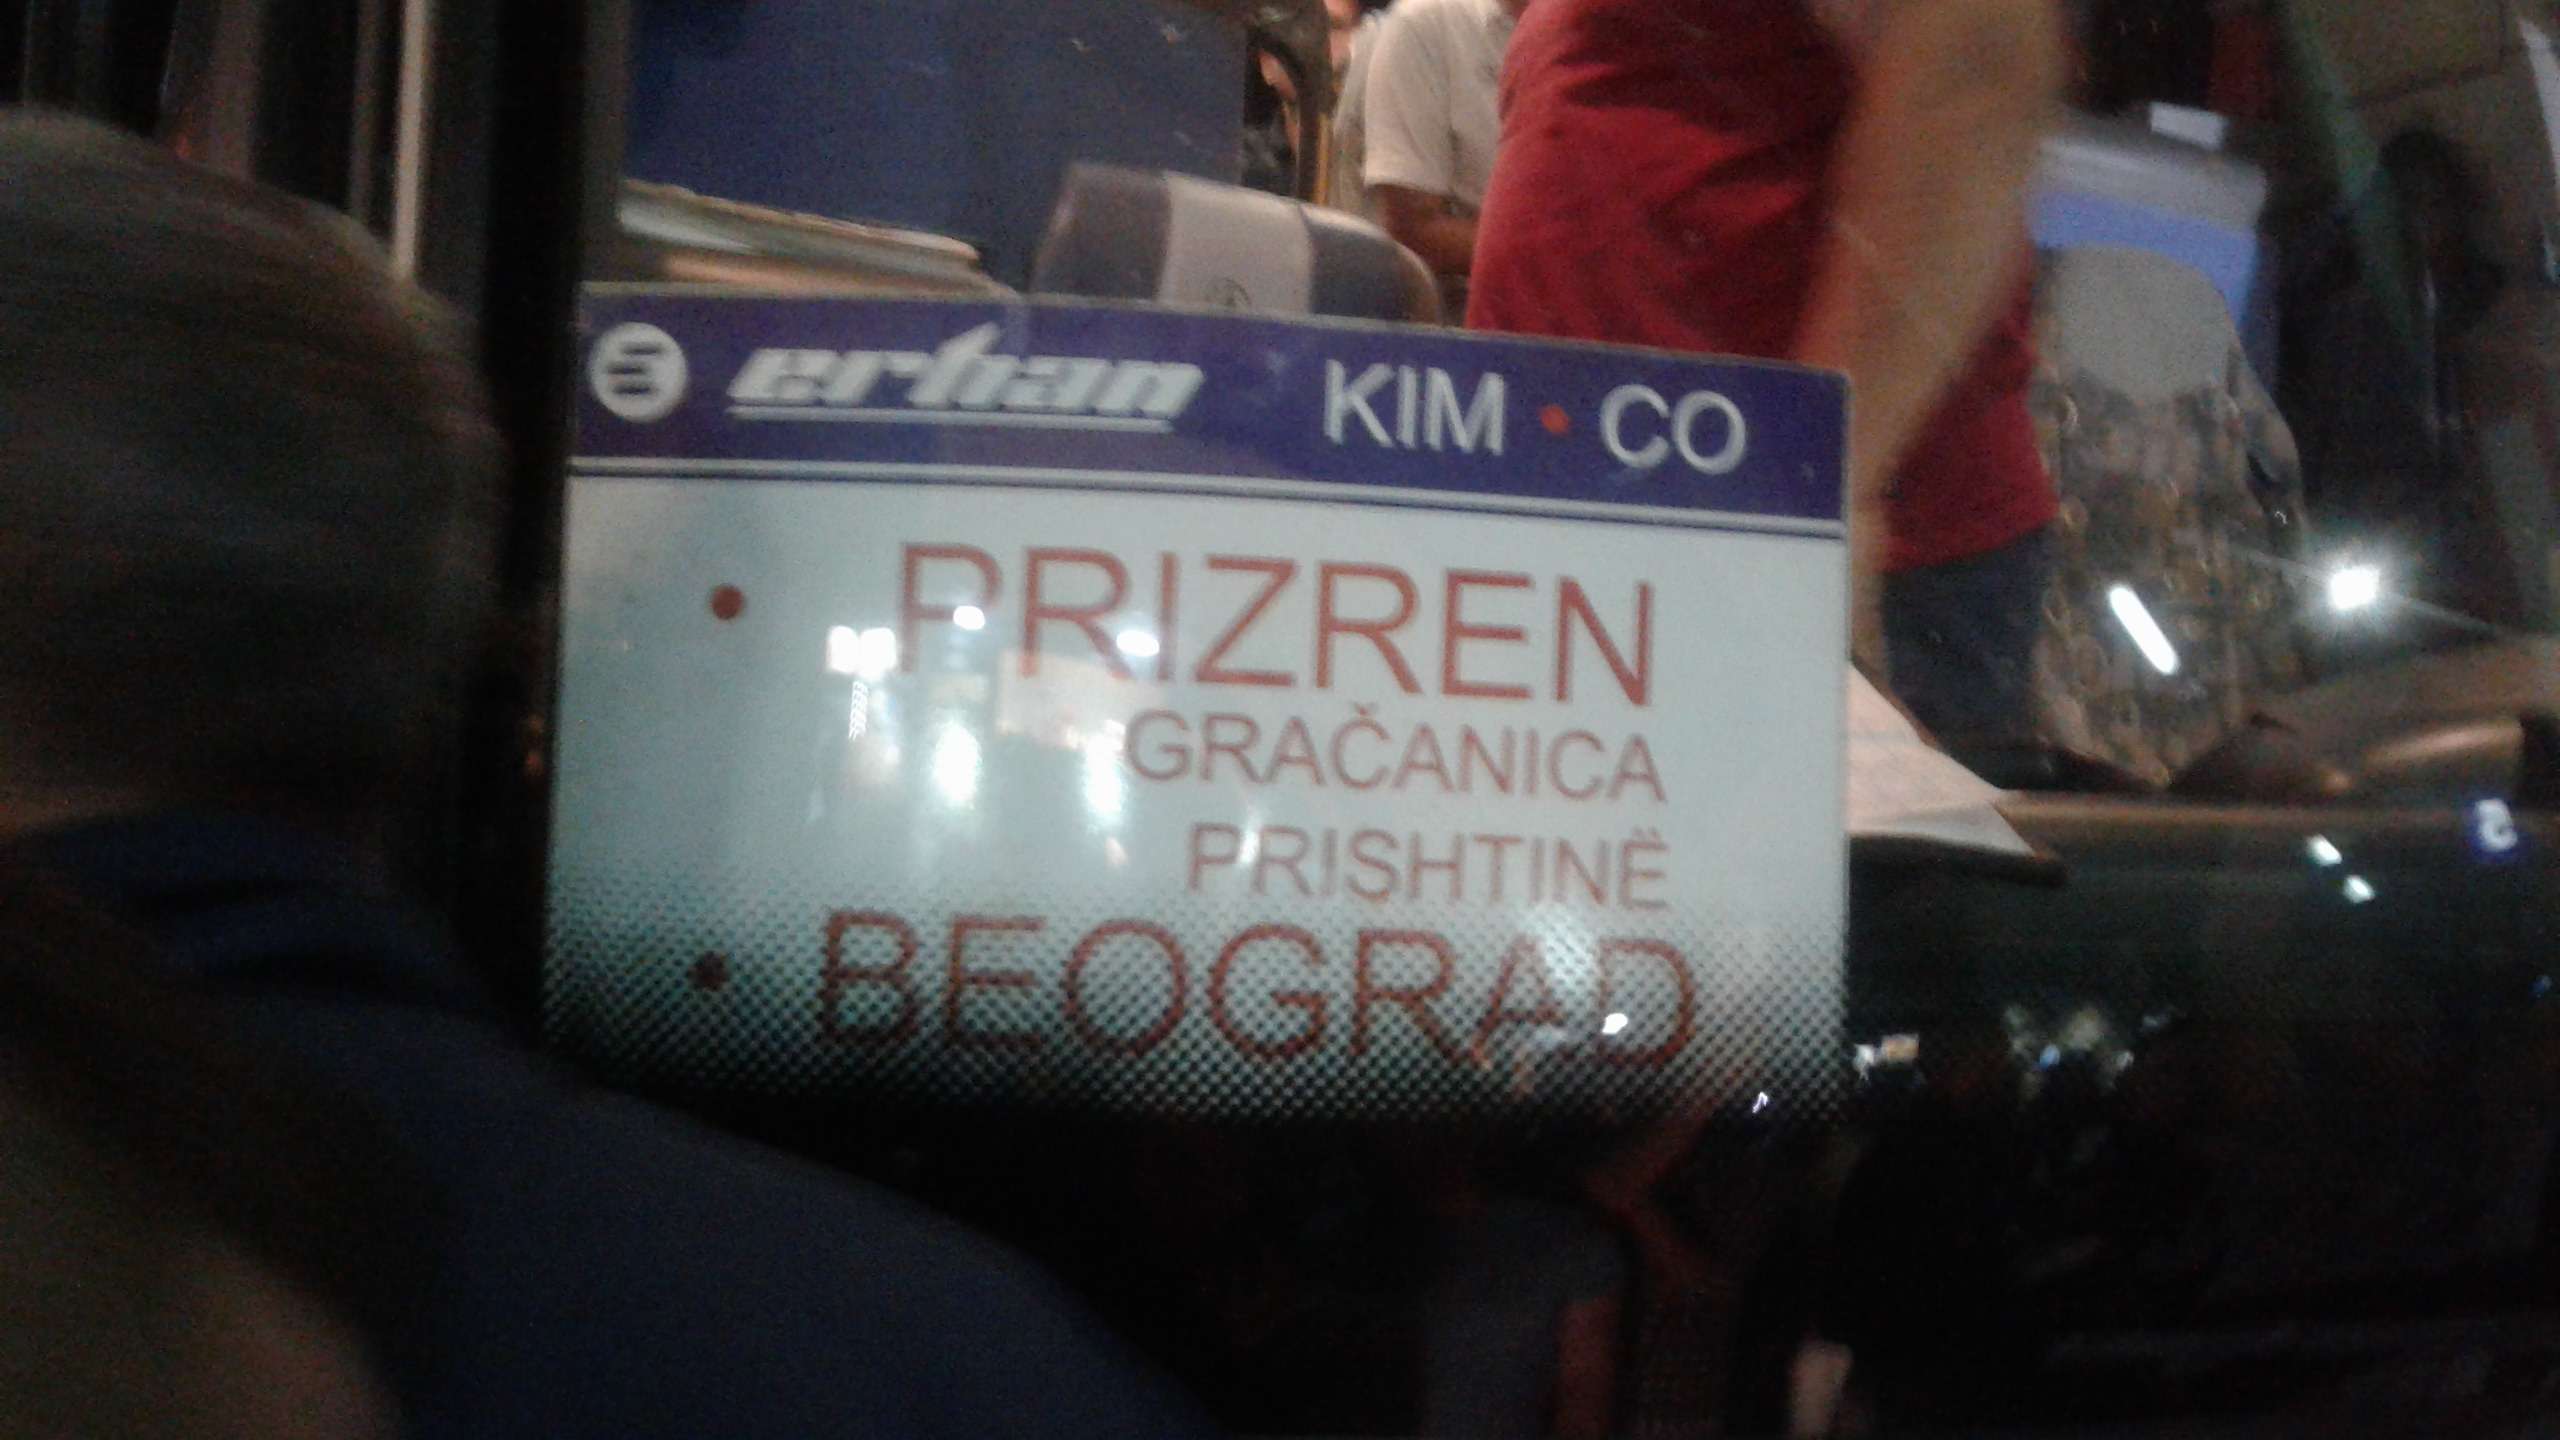 erhan KIM • CO
• PRIZREN
GRAČANICA
PRISHTINË
• BEOGRAD